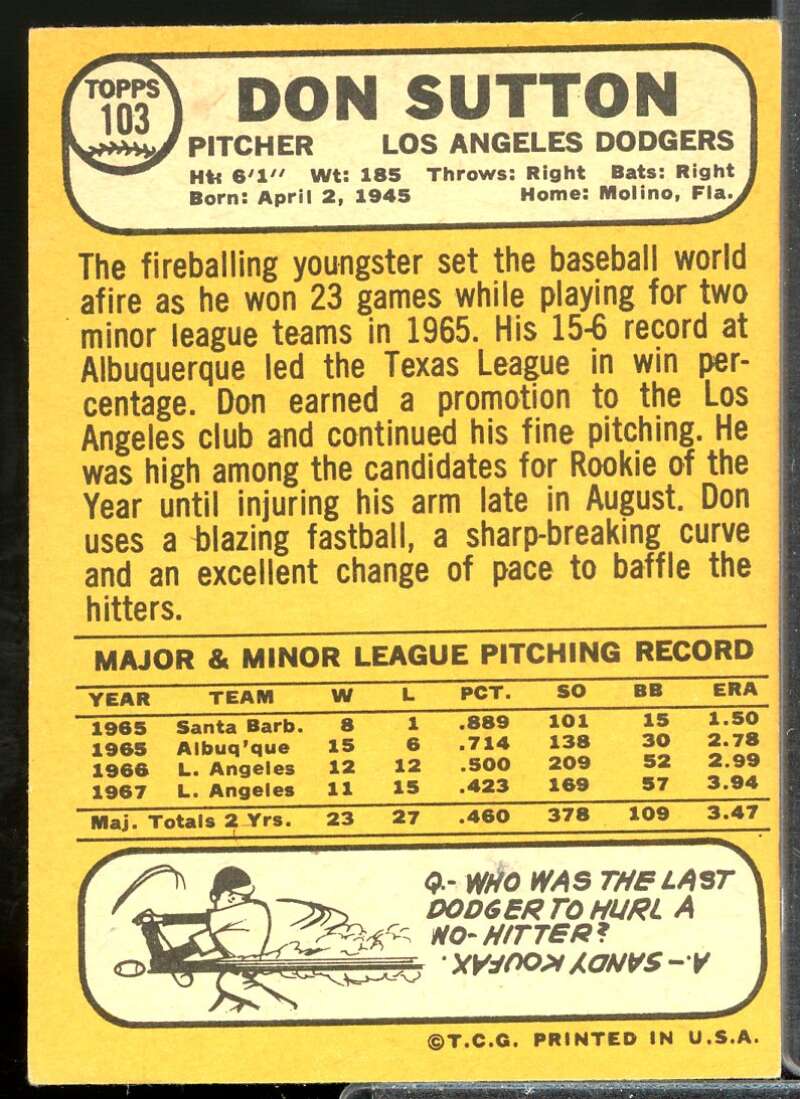 TOPPS
103
DON SUTTON
PITCHER LOS ANGELES DODGERS
Ht: 6'1" Wt: 185 Throws: Right Bats: Right
Born: April 2, 1945 Home: Molino, Fla.
The fireballing youngster set the baseball world
afire as he won 23 games while playing for two
minor league teams in 1965. His 15-6 record at
Albuquerque led the Texas League in win per-
centage. Don earned a promotion to the Los
Angeles club and continued his fine pitching. He
was high among the candidates for Rookie of the
Year until injuring his arm late in August. Don
uses a blazing fastball, a sharp-breaking curve
and an excellent change of pace to baffle the
hitters.
MAJOR & MINOR LEAGUE PITCHING RECORD
YEAR TEAM W L PCT. SO BB ERA
1965 Santa Barb. 8 1 .889 101 15 1.50
1965 Albuq'que 15 6 .714 138 30 2.78
1966 L. Angeles 12 12 .500 209 52 2.99
1967 L. Angeles 11 15 .423 169 57 3.94
Maj. Totals 2 Yrs. 23 27 .460 378 109 3.47
Q.- WHO WAS THE LAST
DODGER TO HURL A
NO-HITTER?
A.- SANDY KOUFAX.
©T.C.G. PRINTED IN U.S.A.